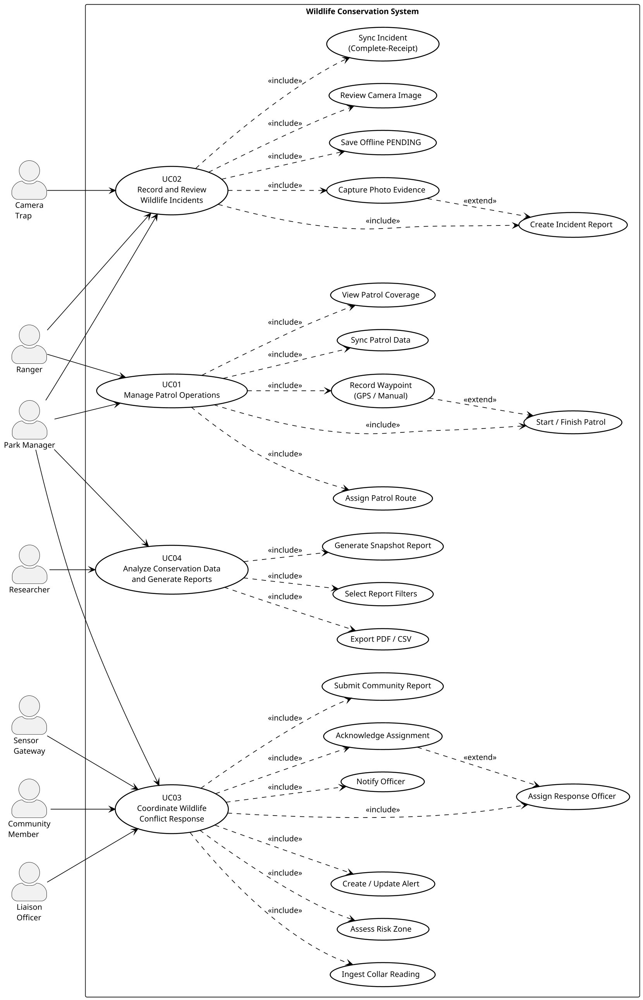 Wildlife Conservation System
Sync Incident
(Complete-Receipt)
«include»
Review Camera Image
«include»
Save Offline PENDING
«include»
Camera
Trap
UC02
Record and Review
Wildlife Incidents
«include»
Capture Photo Evidence
«extend»
«include»
Create Incident Report
View Patrol Coverage
«include»
Sync Patrol Data
«include»
Ranger
UC01
Manage Patrol Operations
«include»
Record Waypoint
(GPS / Manual)
«extend»
«include»
Start / Finish Patrol
Park Manager
«include»
Assign Patrol Route
Generate Snapshot Report
«include»
UC04
Analyze Conservation Data
and Generate Reports
Researcher
«include»
Select Report Filters
«include»
Export PDF / CSV
Submit Community Report
«include»
Sensor
Gateway
Acknowledge Assignment
«include»
«extend»
Notify Officer
«include»
Assign Response Officer
UC03
Coordinate Wildlife
Conflict Response
«include»
Community
Member
«include»
Create / Update Alert
«include»
Liaison
Officer
«include»
Assess Risk Zone
Ingest Collar Reading